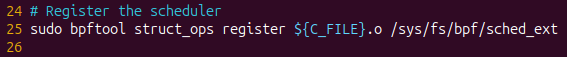 24 # Register the scheduler
25 sudo bpftool struct_ops register ${C_FILE}.o /sys/fs/bpf/sched_ext
26